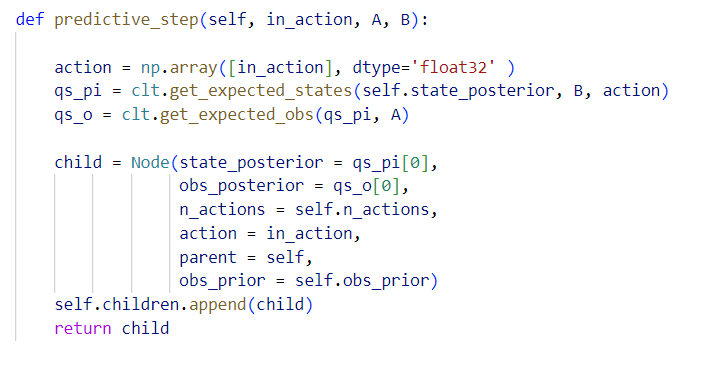 def predictive_step(self, in_action, A, B):
action = np.array([in_action], dtype='float32' )
qs_pi = clt.get_expected_states(self.state_posterior, B, action)
qs_o = clt.get_expected_obs(qs_pi, A)
child = Node(state_posterior = qs_pi[0],
obs_posterior = qs_o[0],
n_actions = self.n_actions,
action = in_action,
parent = self,
obs_prior = self.obs_prior)
self.children.append(child)
return child